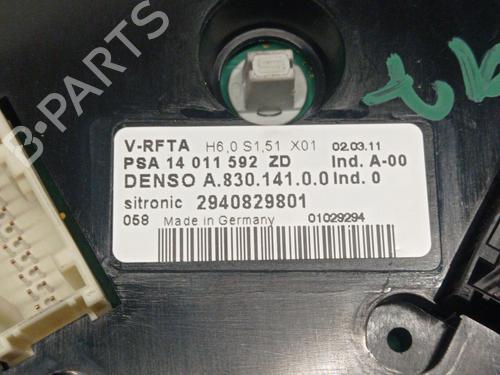 V-RFTA H6,0 S1,51 X01 02.03.11
PSA 14 011 592 ZD Ind. A-00
DENSO A.830.141.0.0 Ind. 0
sitronic 2940829801
058 Made in Germany 01029294